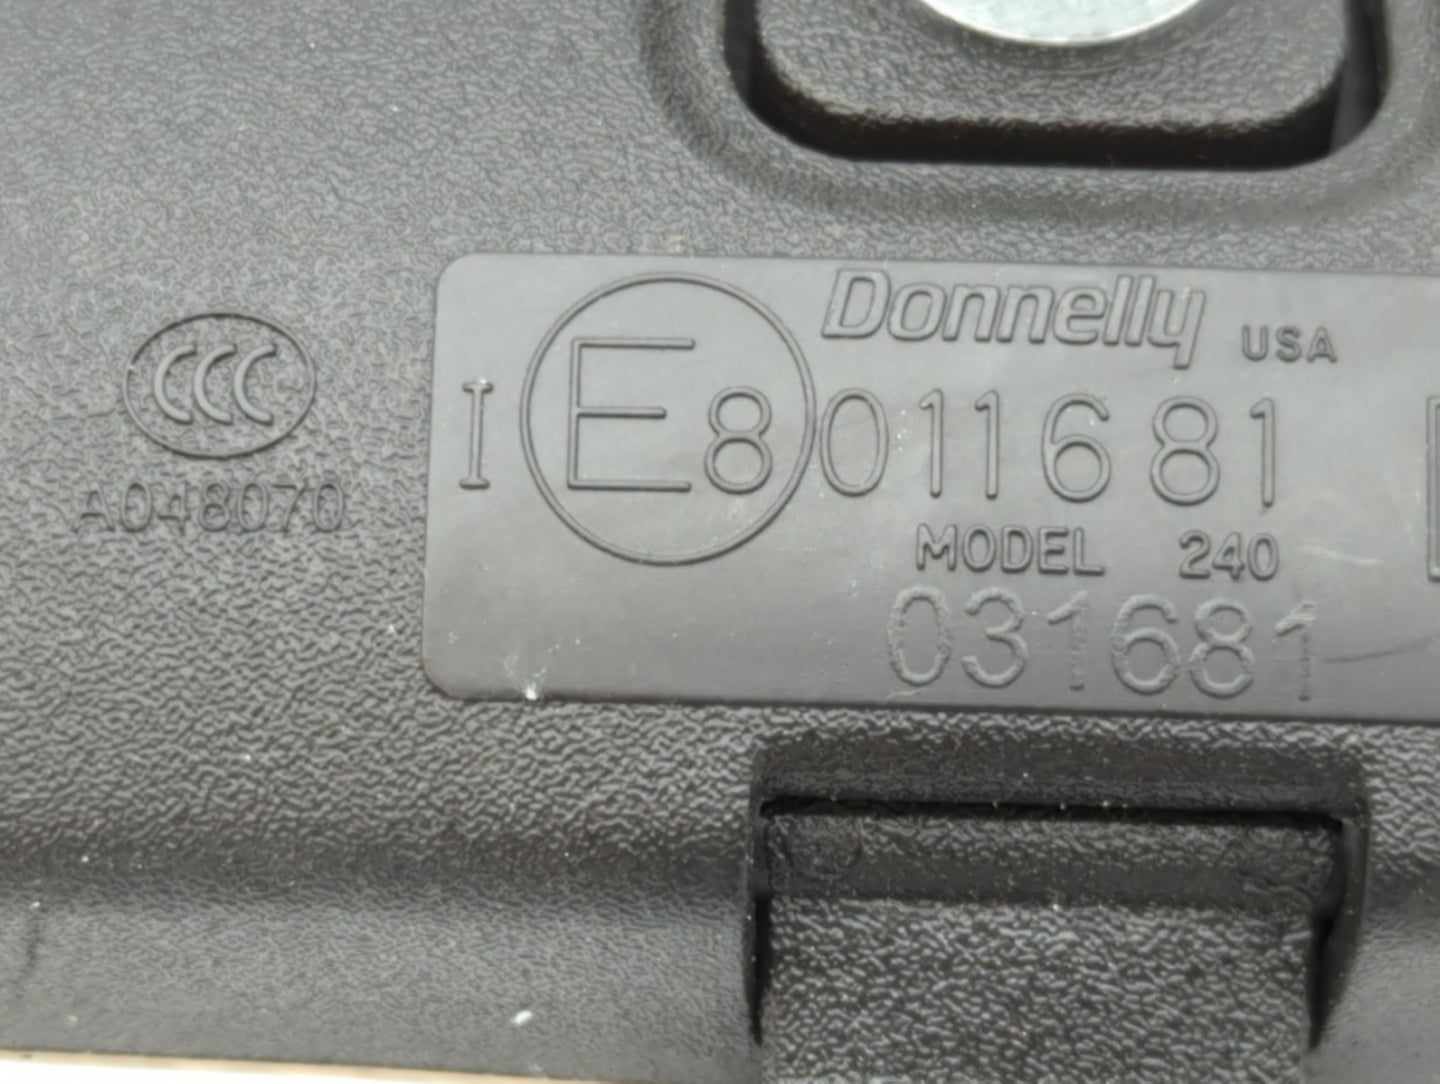 Donnelly USA
CCC
I E8 011681
A048070
MODEL 240
031681